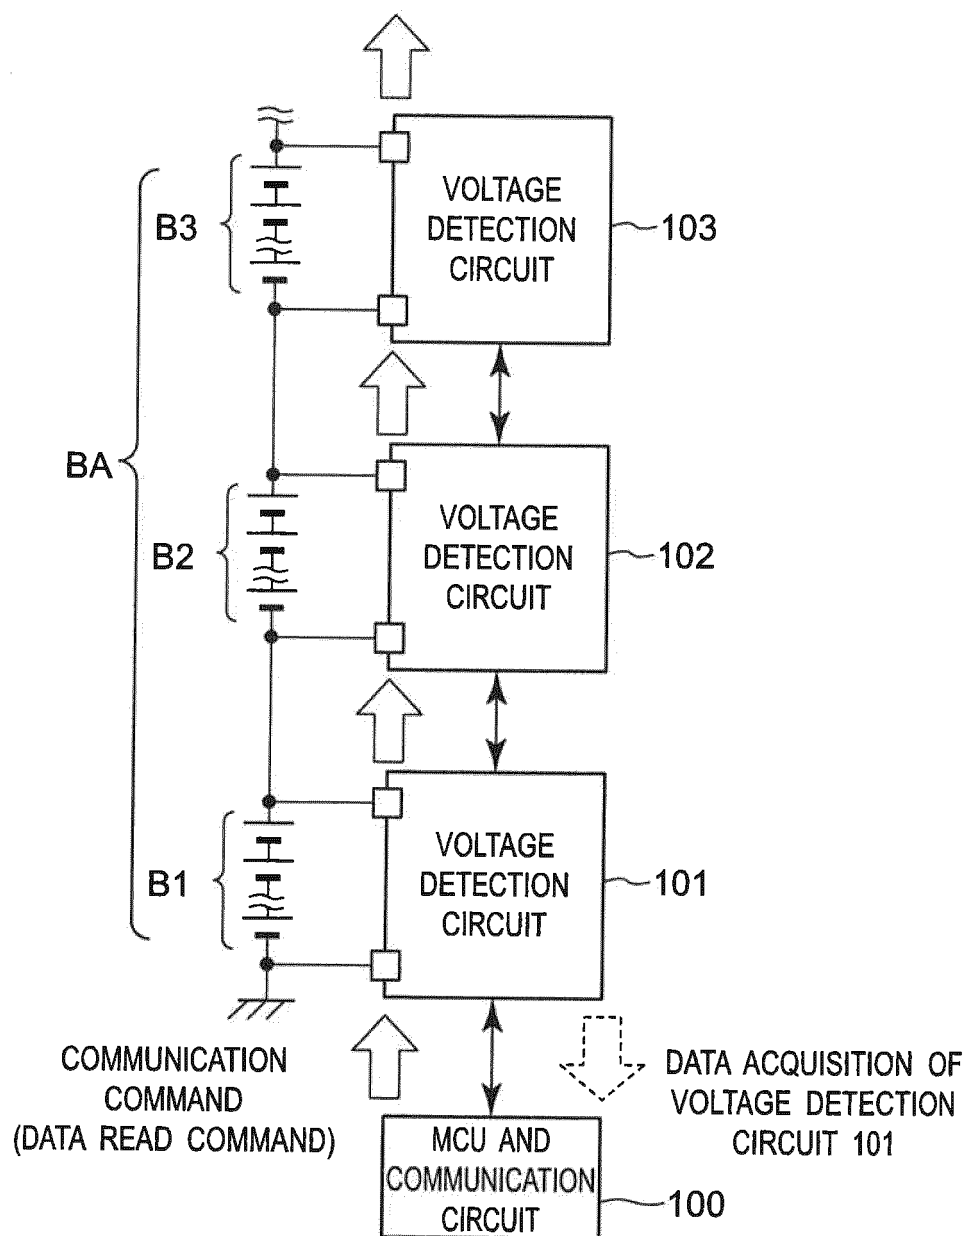 VOLTAGE
DETECTION
CIRCUIT
103
B3
BA
VOLTAGE
DETECTION
CIRCUIT
102
B2
VOLTAGE
DETECTION
CIRCUIT
101
B1
COMMUNICATION
COMMAND
(DATA READ COMMAND)
DATA ACQUISITION OF
VOLTAGE DETECTION
CIRCUIT 101
MCU AND
COMMUNICATION
CIRCUIT
100